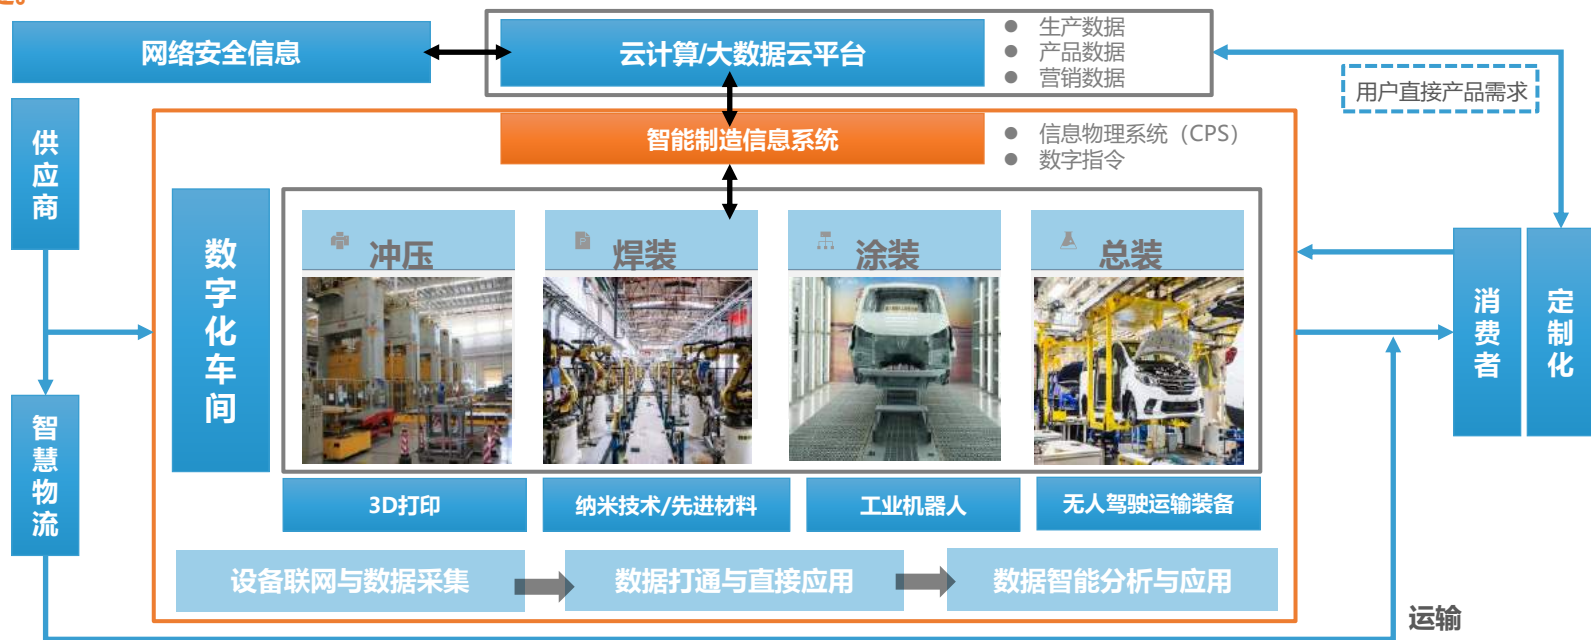 网络安全信息
云计算/大数据云平台
● 生产数据
● 产品数据
● 营销数据
用户直接产品需求
供应商
智能制造信息系统
● 信息物理系统（CPS）
● 数字指令
数字化车间
冲压
焊装
涂装
总装
消费者
定制化
智慧物流
3D打印
纳米技术/先进材料
工业机器人
无人驾驶运输装备
设备联网与数据采集
数据打通与直接应用
数据智能分析与应用
运输